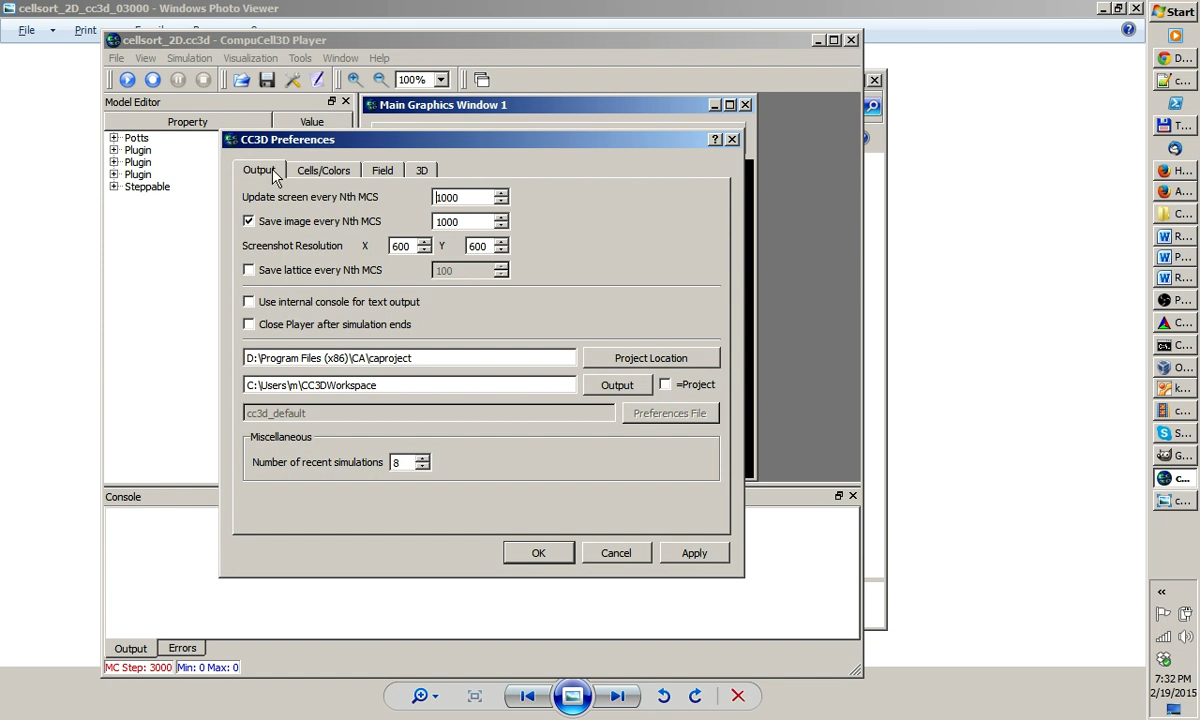 cellsort_2D_cc3d_03000 - Windows Photo Viewer
Start
File Print
cellsort_2D.cc3d - CompuCell3D Player
File View Simulation Visualization Tools Window Help
100%
Model Editor
Main Graphics Window 1
Property Value
Potts
Plugin
Plugin
Plugin
Steppable
CC3D Preferences
Output Cells/Colors Field 3D
Update screen every Nth MCS 1000
Save image every Nth MCS 1000
Screenshot Resolution X 600 Y 600
Save lattice every Nth MCS 100
Use internal console for text output
Close Player after simulation ends
D:\Program Files (x86)\CA\caproject Project Location
C:\Users\m\CC3DWorkspace Output =Project
cc3d_default Preferences File
Miscellaneous
Number of recent simulations 8
OK Cancel Apply
Console
Output Errors
MC Step: 3000 Min: 0 Max: 0
D...
c...
T...
H...
A...
C...
R...
P...
R...
P...
C...
C...
O...
k...
c...
S...
G...
c...
c...
7:32 PM
2/19/2015